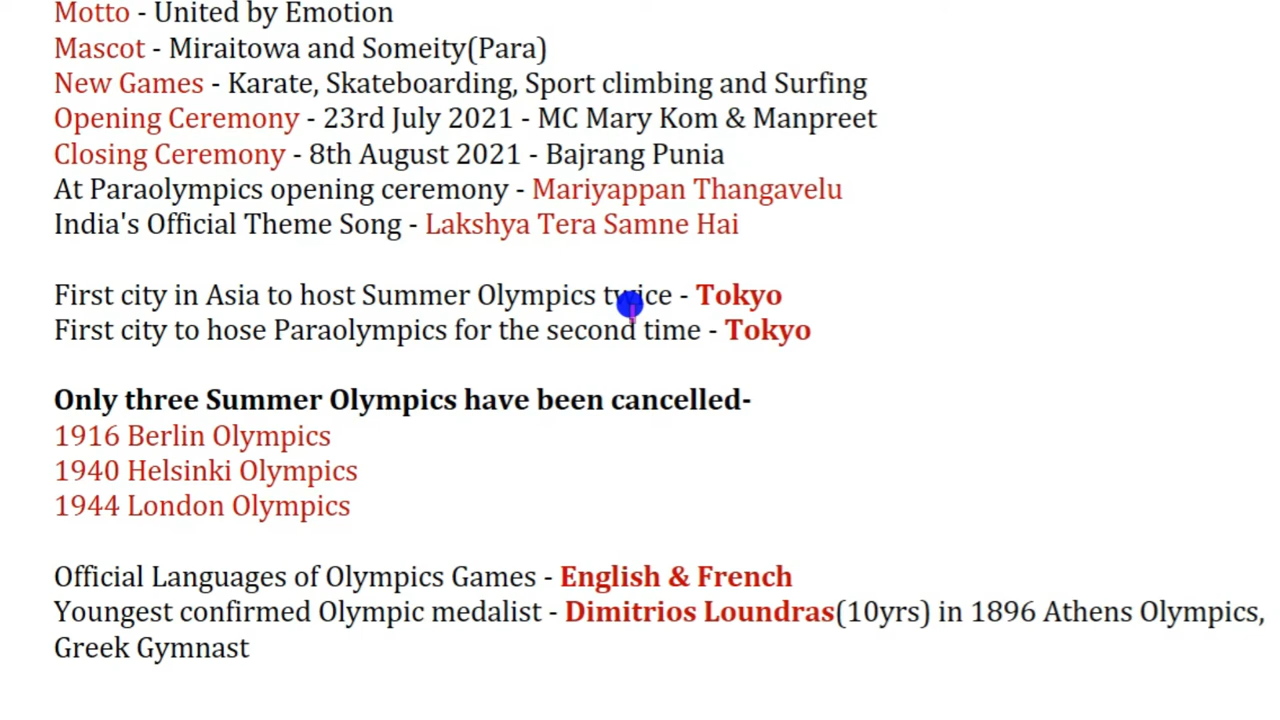 Motto - United by Emotion
Mascot - Miraitowa and Someity(Para)
New Games - Karate, Skateboarding, Sport climbing and Surfing
Opening Ceremony - 23rd July 2021 - MC Mary Kom & Manpreet
Closing Ceremony - 8th August 2021 - Bajrang Punia
At Paraolympics opening ceremony - Mariyappan Thangavelu
India's Official Theme Song - Lakshya Tera Samne Hai
First city in Asia to host Summer Olympics twice - Tokyo
First city to hose Paraolympics for the second time - Tokyo
Only three Summer Olympics have been cancelled-
1916 Berlin Olympics
1940 Helsinki Olympics
1944 London Olympics
Official Languages of Olympics Games - English & French
Youngest confirmed Olympic medalist - Dimitrios Loundras(10yrs) in 1896 Athens Olympics,
Greek Gymnast